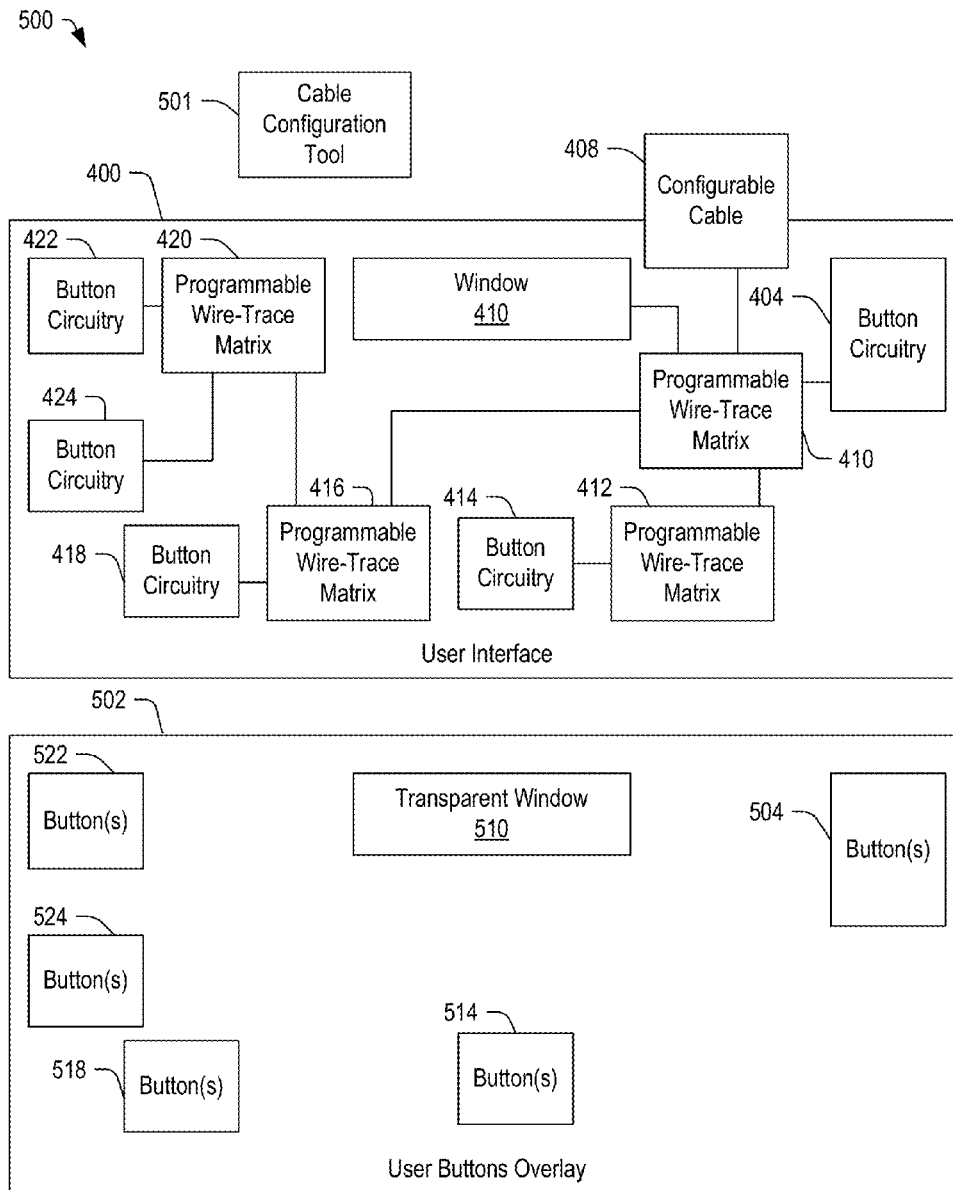 500
501
Cable
Configuration
Tool
408
Configurable
Cable
400
422
Button
Circuitry
420
Programmable
Wire-Trace
Matrix
Window
410
404
Button
Circuitry
424
Button
Circuitry
Programmable
Wire-Trace
Matrix
410
416
Programmable
Wire-Trace
Matrix
414
Button
Circuitry
412
Programmable
Wire-Trace
Matrix
418
Button
Circuitry
User Interface
502
522
Button(s)
Transparent Window
510
504
Button(s)
524
Button(s)
514
Button(s)
518
Button(s)
User Buttons Overlay